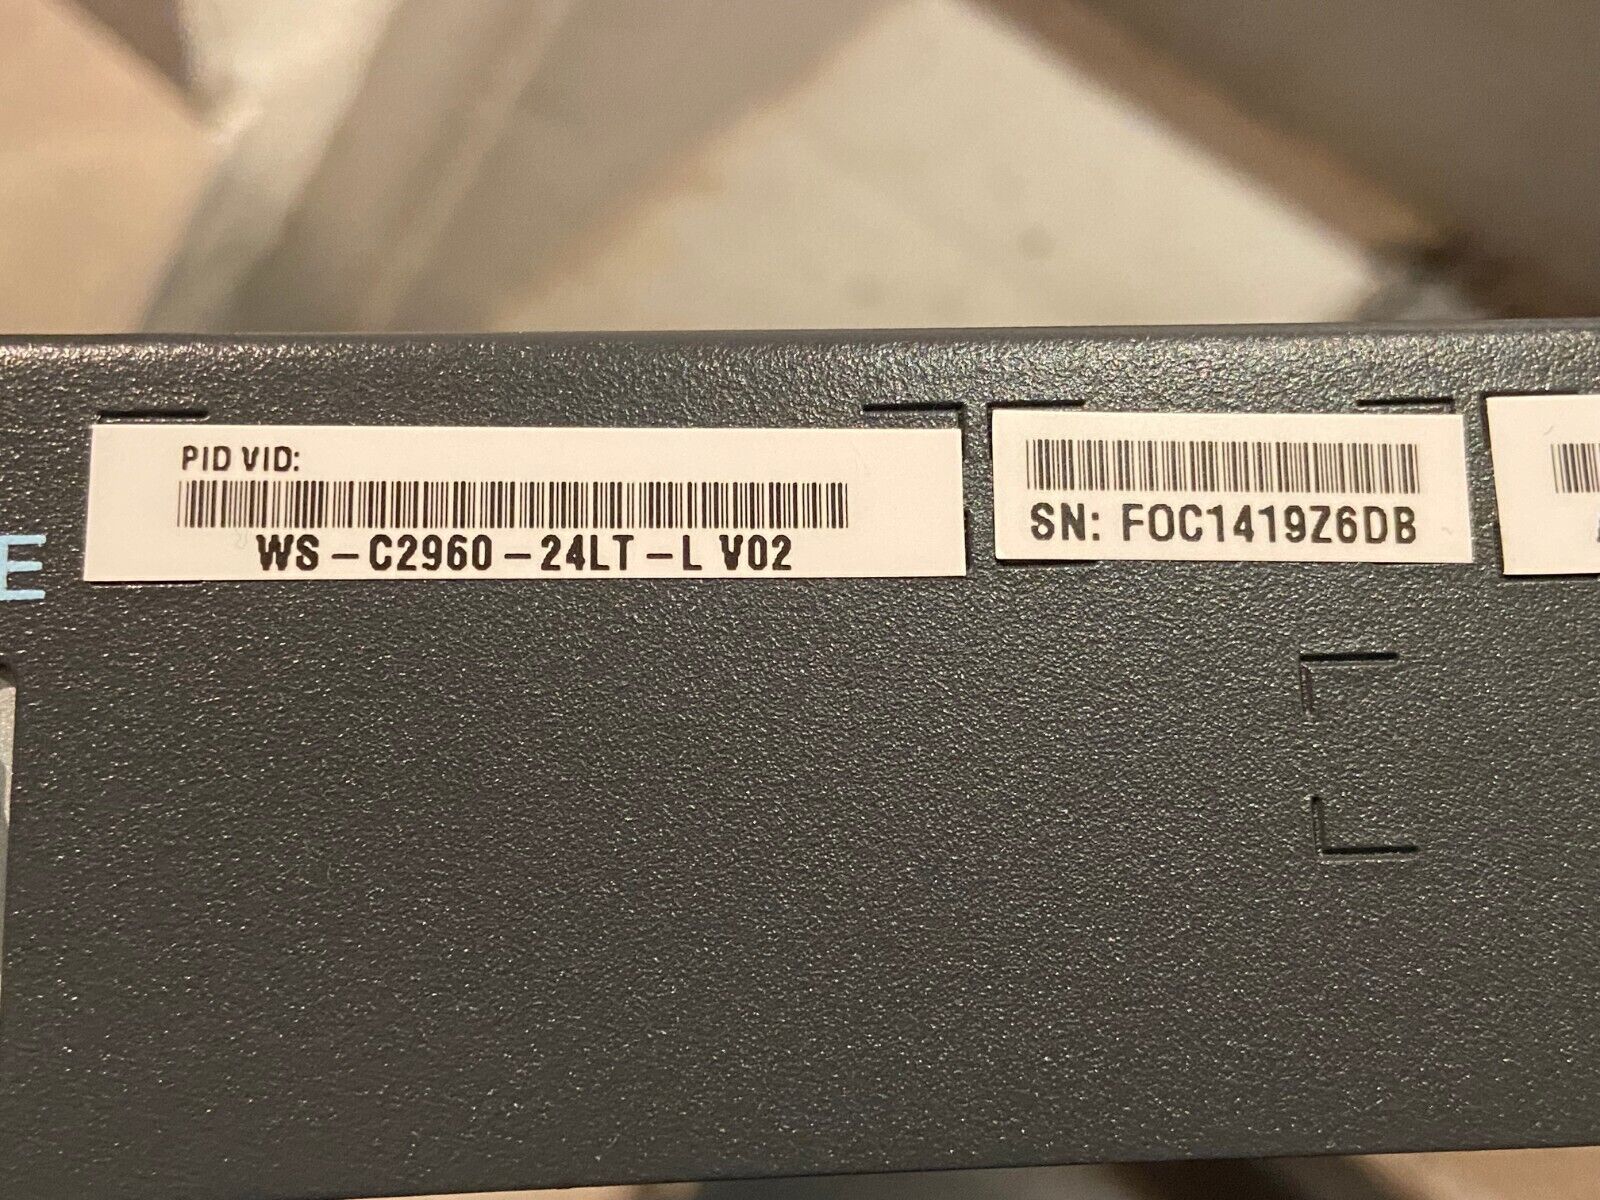 PID VID:
WS-C2960-24LT-L V02
SN: FOC1419Z6DB
E